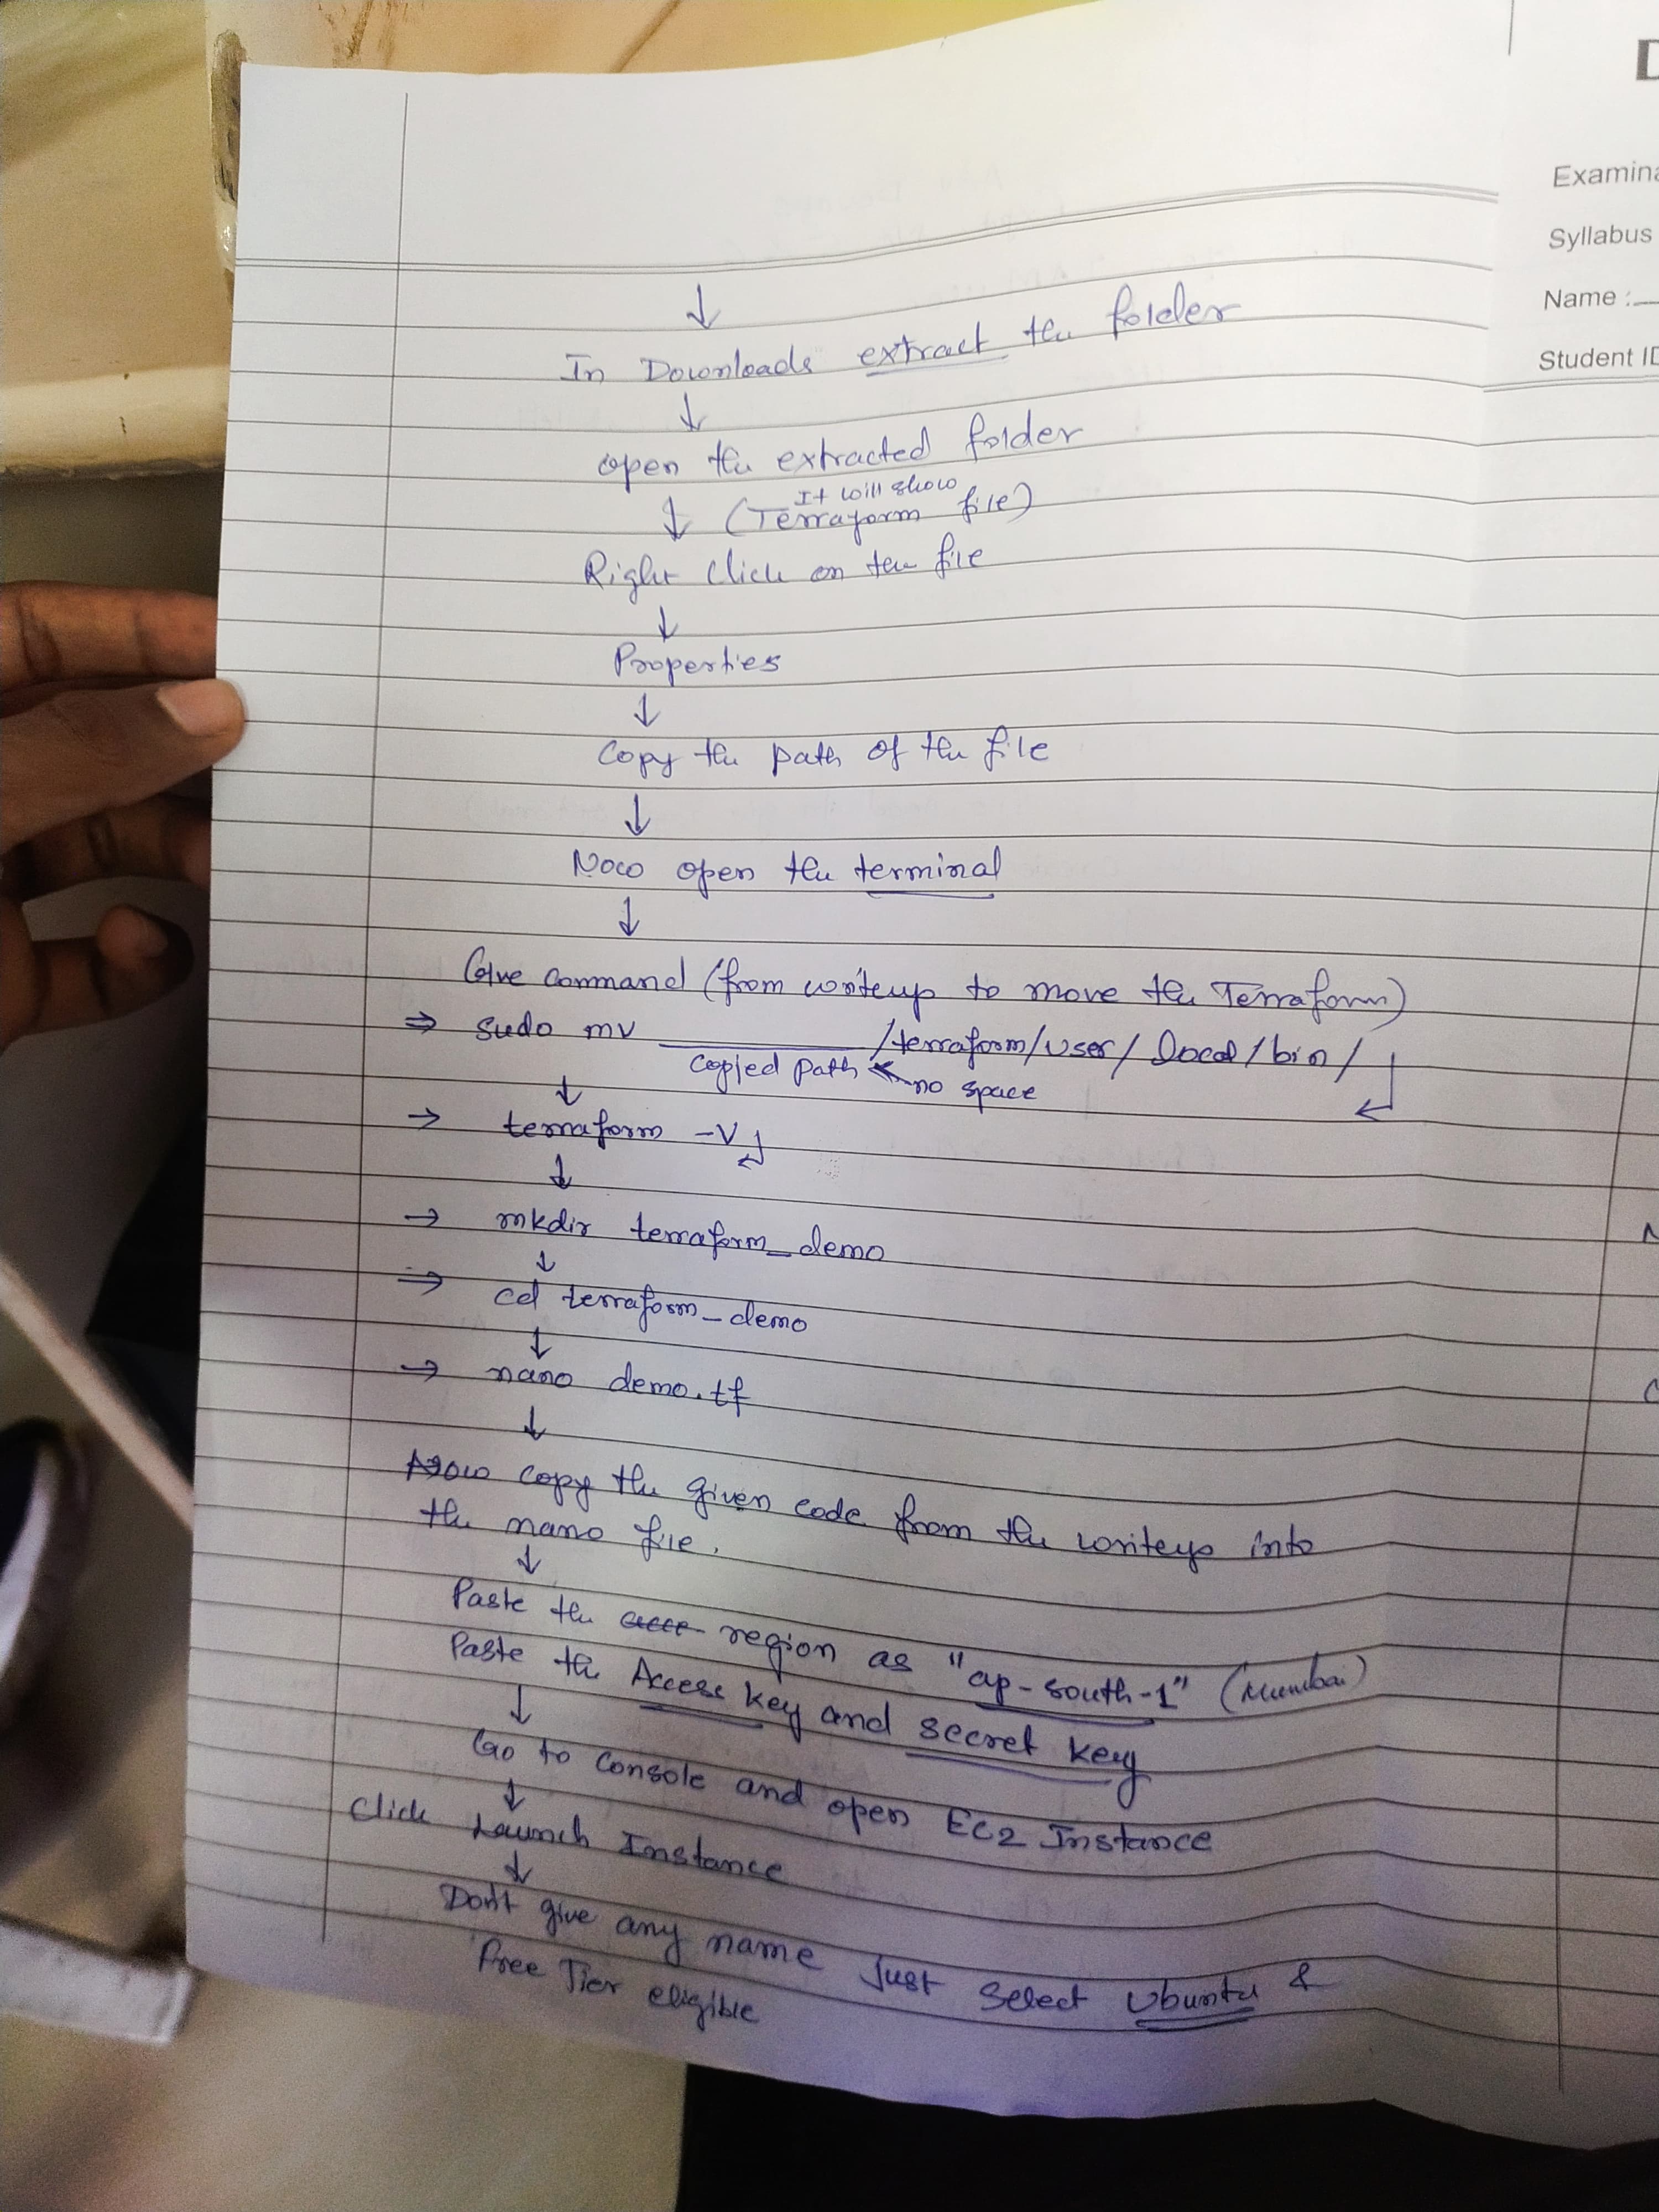 ↓
In Downloads extract the folder
↓
open the extracted folder
It will show
↓ (Terraform file)
Right click on the file
↓
Properties
↓
Copy the path of the file
↓
Now open the terminal
↓
Give command (from writeup to move the Terraform)
⇒ sudo mv ________ /terraform/user/local/bin/
copied path ← no space
↓
→ terraform -v
↓
→ mkdir terraform_demo
↓
⇒ cd terraform_demo
↓
→ nano demo.tf
↓
Now copy the given code from the writeup into
the nano file.
↓
Paste the region as "ap-south-1" (Mumbai)
Paste the Access key and secret key
↓
Go to console and open EC2 Instance
↓
Click Launch Instance
↓
Don't give any name Just select Ubuntu &
Free Tier eligible
Examina
Syllabus
Name :
Student ID